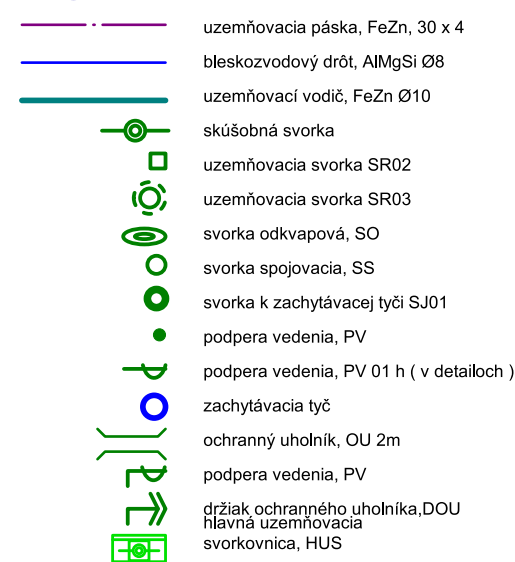 uzemňovacia páska, FeZn, 30 x 4
bleskozvodový drôt, AlMgSi Ø8
uzemňovací vodič, FeZn Ø10
skúšobná svorka
uzemňovacia svorka SR02
uzemňovacia svorka SR03
svorka odkvapová, SO
svorka spojovacia, SS
svorka k zachytávacej tyči SJ01
podpera vedenia, PV
podpera vedenia, PV 01 h ( v detailoch )
zachytávacia tyč
ochranný uholník, OU 2m
podpera vedenia, PV
držiak ochranného uholníka,DOU
hlavná uzemňovacia
svorkovnica, HUS